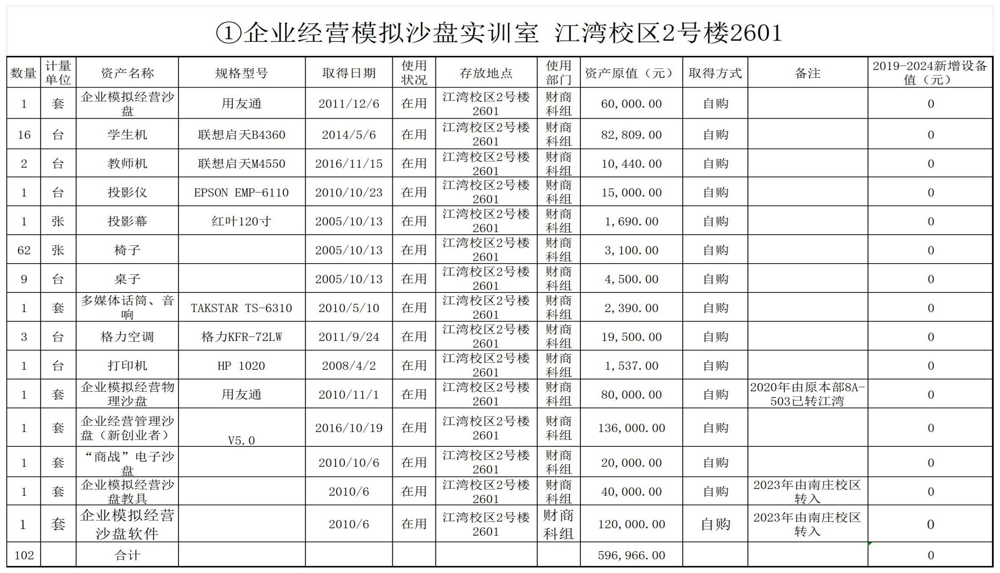 ①企业经营模拟沙盘实训室 江湾校区2号楼2601
数量 计量单位 资产名称 规格型号 取得日期 使用状况 存放地点 使用部门 资产原值（元） 取得方式 备注 2019-2024新增设备值（元）
1 套 企业模拟经营沙盘 用友通 2011/12/6 在用 江湾校区2号楼2601 财商科组 60,000.00 自购 0
16 台 学生机 联想启天B4360 2014/5/6 在用 江湾校区2号楼2601 财商科组 82,809.00 自购 0
2 台 教师机 联想启天M4550 2016/11/15 在用 江湾校区2号楼2601 财商科组 10,440.00 自购 0
1 台 投影仪 EPSON EMP-6110 2010/10/23 在用 江湾校区2号楼2601 财商科组 15,000.00 自购 0
1 张 投影幕 红叶120寸 2005/10/13 在用 江湾校区2号楼2601 财商科组 1,690.00 自购 0
62 张 椅子 2005/10/13 在用 江湾校区2号楼2601 财商科组 3,100.00 自购 0
9 台 桌子 2005/10/13 在用 江湾校区2号楼2601 财商科组 4,500.00 自购 0
1 套 多媒体话筒、音响 TAKSTAR TS-6310 2010/5/10 在用 江湾校区2号楼2601 财商科组 2,390.00 自购 0
3 台 格力空调 格力KFR-72LW 2011/9/24 在用 江湾校区2号楼2601 财商科组 19,500.00 自购 0
1 台 打印机 HP 1020 2008/4/2 在用 江湾校区2号楼2601 财商科组 1,537.00 自购 0
1 套 企业模拟经营物理沙盘 用友通 2010/11/1 在用 江湾校区2号楼2601 财商科组 80,000.00 自购 2020年由原本部8A-503已转江湾 0
1 套 企业经营管理沙盘（新创业者） V5.0 2016/10/19 在用 江湾校区2号楼2601 财商科组 136,000.00 自购 0
1 套 “商战”电子沙盘 2010/10/6 在用 江湾校区2号楼2601 财商科组 20,000.00 自购 0
1 套 企业模拟经营沙盘教具 2010/6 在用 江湾校区2号楼2601 财商科组 40,000.00 自购 2023年由南庄校区转入 0
1 套 企业模拟经营沙盘软件 2010/6 在用 江湾校区2号楼2601 财商科组 120,000.00 自购 2023年由南庄校区转入 0
102 合计 596,966.00 0